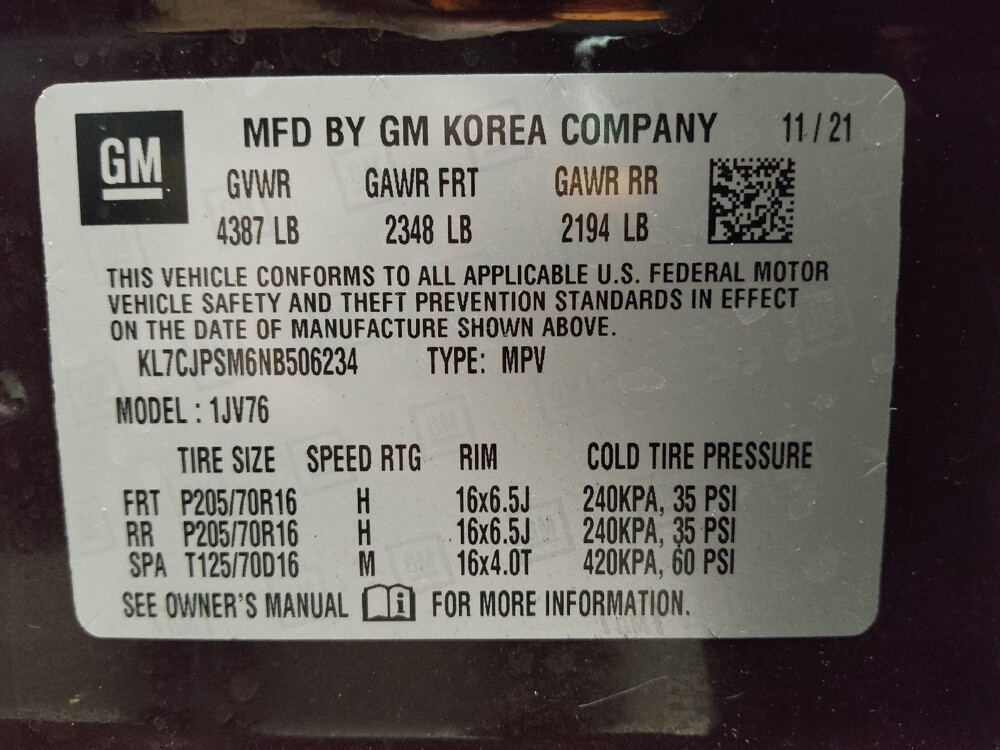 GM
MFD BY GM KOREA COMPANY 11 / 21
GVWR GAWR FRT GAWR RR
4387 LB 2348 LB 2194 LB
THIS VEHICLE CONFORMS TO ALL APPLICABLE U.S. FEDERAL MOTOR
VEHICLE SAFETY AND THEFT PREVENTION STANDARDS IN EFFECT
ON THE DATE OF MANUFACTURE SHOWN ABOVE.
KL7CJPSM6NB506234 TYPE: MPV
MODEL : 1JV76
TIRE SIZE SPEED RTG RIM COLD TIRE PRESSURE
FRT P205/70R16 H 16x6.5J 240KPA, 35 PSI
RR P205/70R16 H 16x6.5J 240KPA, 35 PSI
SPA T125/70D16 M 16x4.0T 420KPA, 60 PSI
SEE OWNER'S MANUAL i FOR MORE INFORMATION.